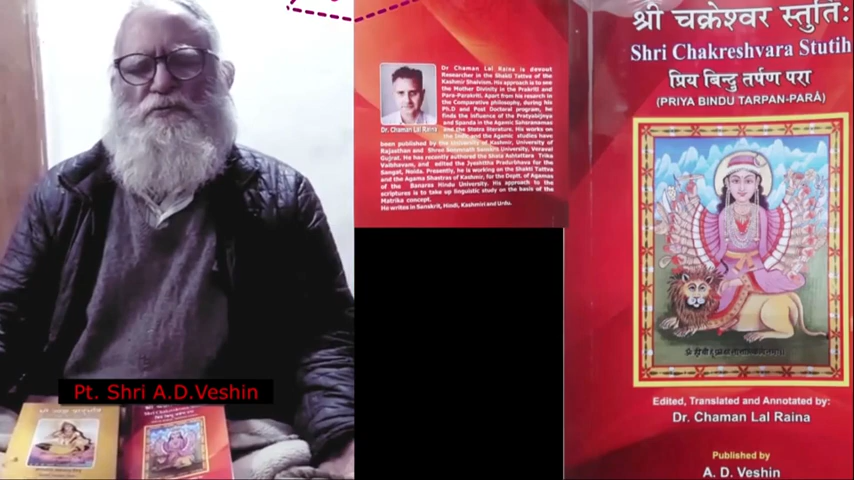 Pt. Shri A.D.Veshin
Dr Chaman Lal Raina is devout
Researcher in the Shakti Tattva of the
Kashmir Shaivism. His approach is to see
the Mother Divinity in the Prakriti and
Para-Parakriti. Apart from his research in
the Comparative philosophy, during his
Ph.D and Post Doctoral program, he
finds the influence of the
and Spanda in the Agamic
and the literature. His works on
the and the Agamic studies have
been published by the University of Kashmir, University of
Rajasthan and Shree Somnath Sanskrit University, Veraval
Gujrat. He has recently authored the Trika
Vaibhavam, and edited the Jyeshtha Pradurbhava for the
Sangat, Noida. Presently, he is working on the Shakti Tattva
and the Agama Shastras of Kashmir, for the Deptt. of Agamas
of the Banaras Hindu University. His approach to the
scriptures is to take up linguistic study on the basis of the
Matrika concept.
He writes in Sanskrit, Hindi, Kashmiri and Urdu.
Dr. Chaman Lal Raina
श्री चक्रेश्वर स्तुतिः
Shri Chakreshvara Stutih
प्रिय बिन्दु तर्पण परा
(PRIYA BINDU TARPAN-PARĀ)
Edited, Translated and Annotated by:
Dr. Chaman Lal Raina
Published by
A. D. Veshin